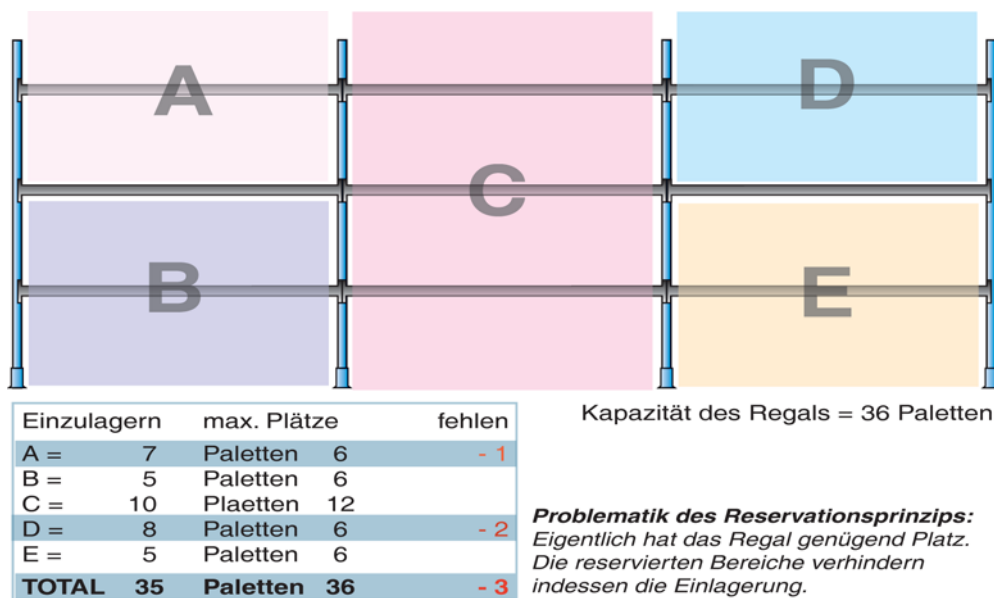 A
D
C
B
E
Einzulagern max. Plätze fehlen
A = 7 Paletten 6 - 1
B = 5 Paletten 6
C = 10 Plaetten 12
D = 8 Paletten 6 - 2
E = 5 Paletten 6
TOTAL 35 Paletten 36 - 3
Kapazität des Regals = 36 Paletten
Problematik des Reservationsprinzips:
Eigentlich hat das Regal genügend Platz.
Die reservierten Bereiche verhindern
indessen die Einlagerung.